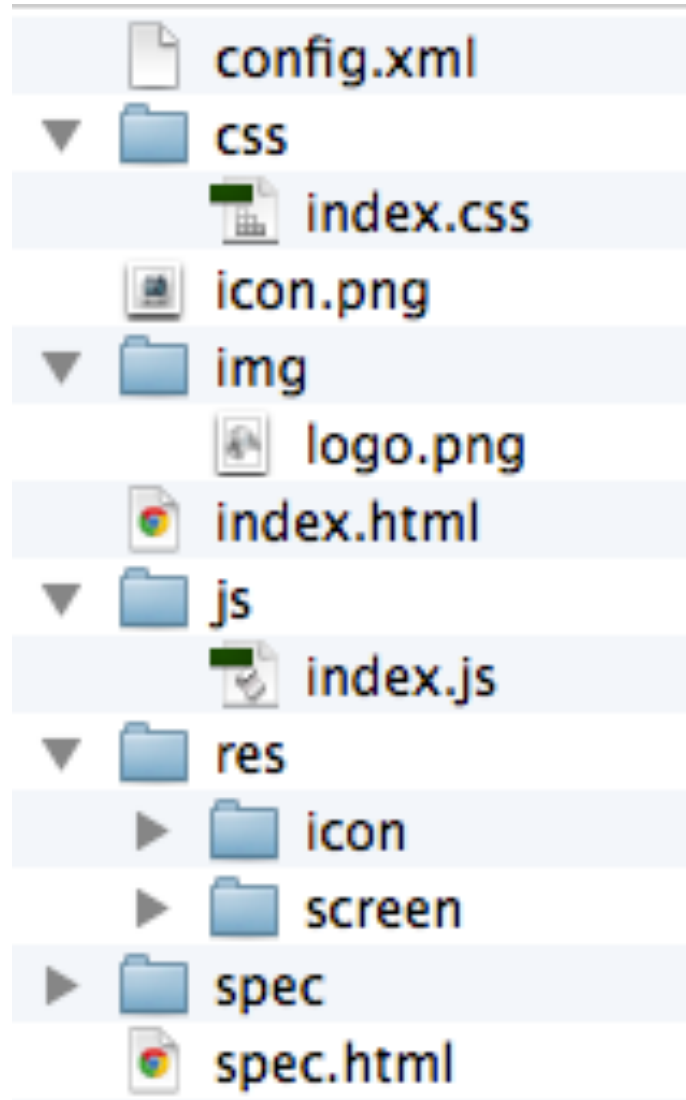 config.xml
css
index.css
icon.png
img
logo.png
index.html
js
index.js
res
icon
screen
spec
spec.html